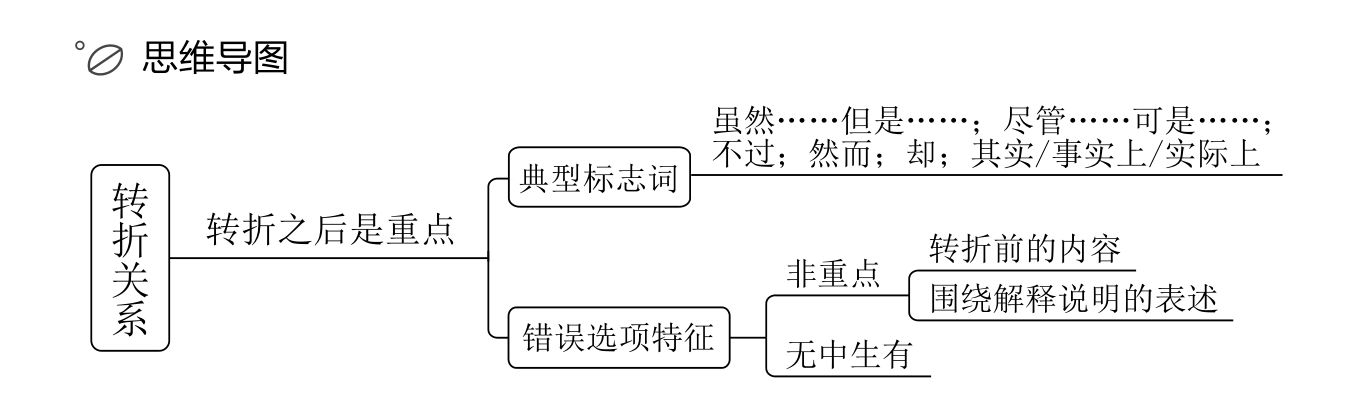 思维导图
转折关系
转折之后是重点
典型标志词
虽然……但是……；尽管……可是……；
不过；然而；却；其实/事实上/实际上
错误选项特征
非重点
转折前的内容
围绕解释说明的表述
无中生有